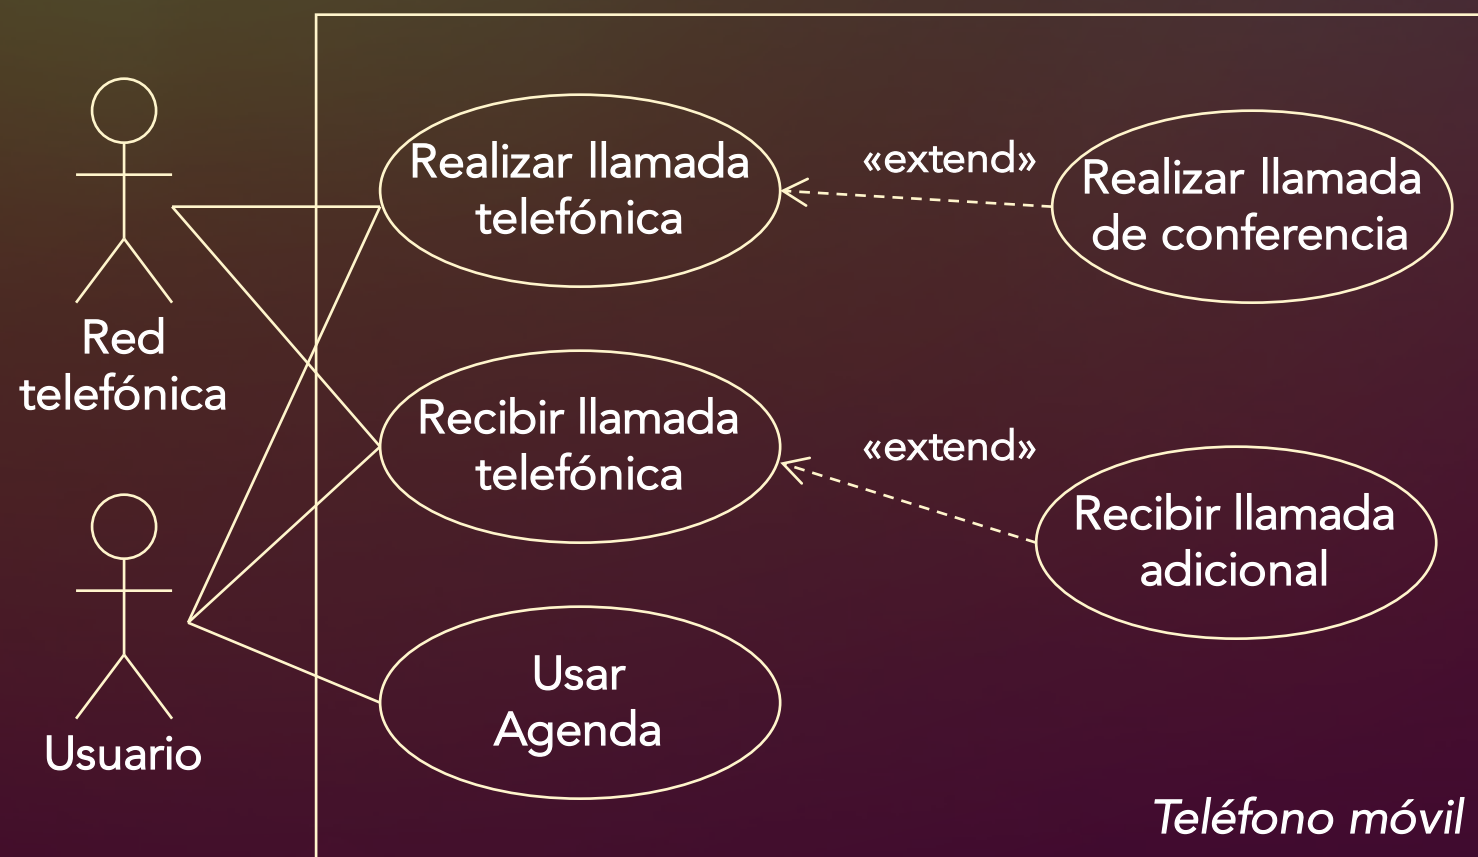 Realizar llamada
telefónica
«extend»
Realizar llamada
de conferencia
Red
telefónica
Recibir llamada
telefónica
«extend»
Recibir llamada
adicional
Usuario
Usar
Agenda
Teléfono móvil